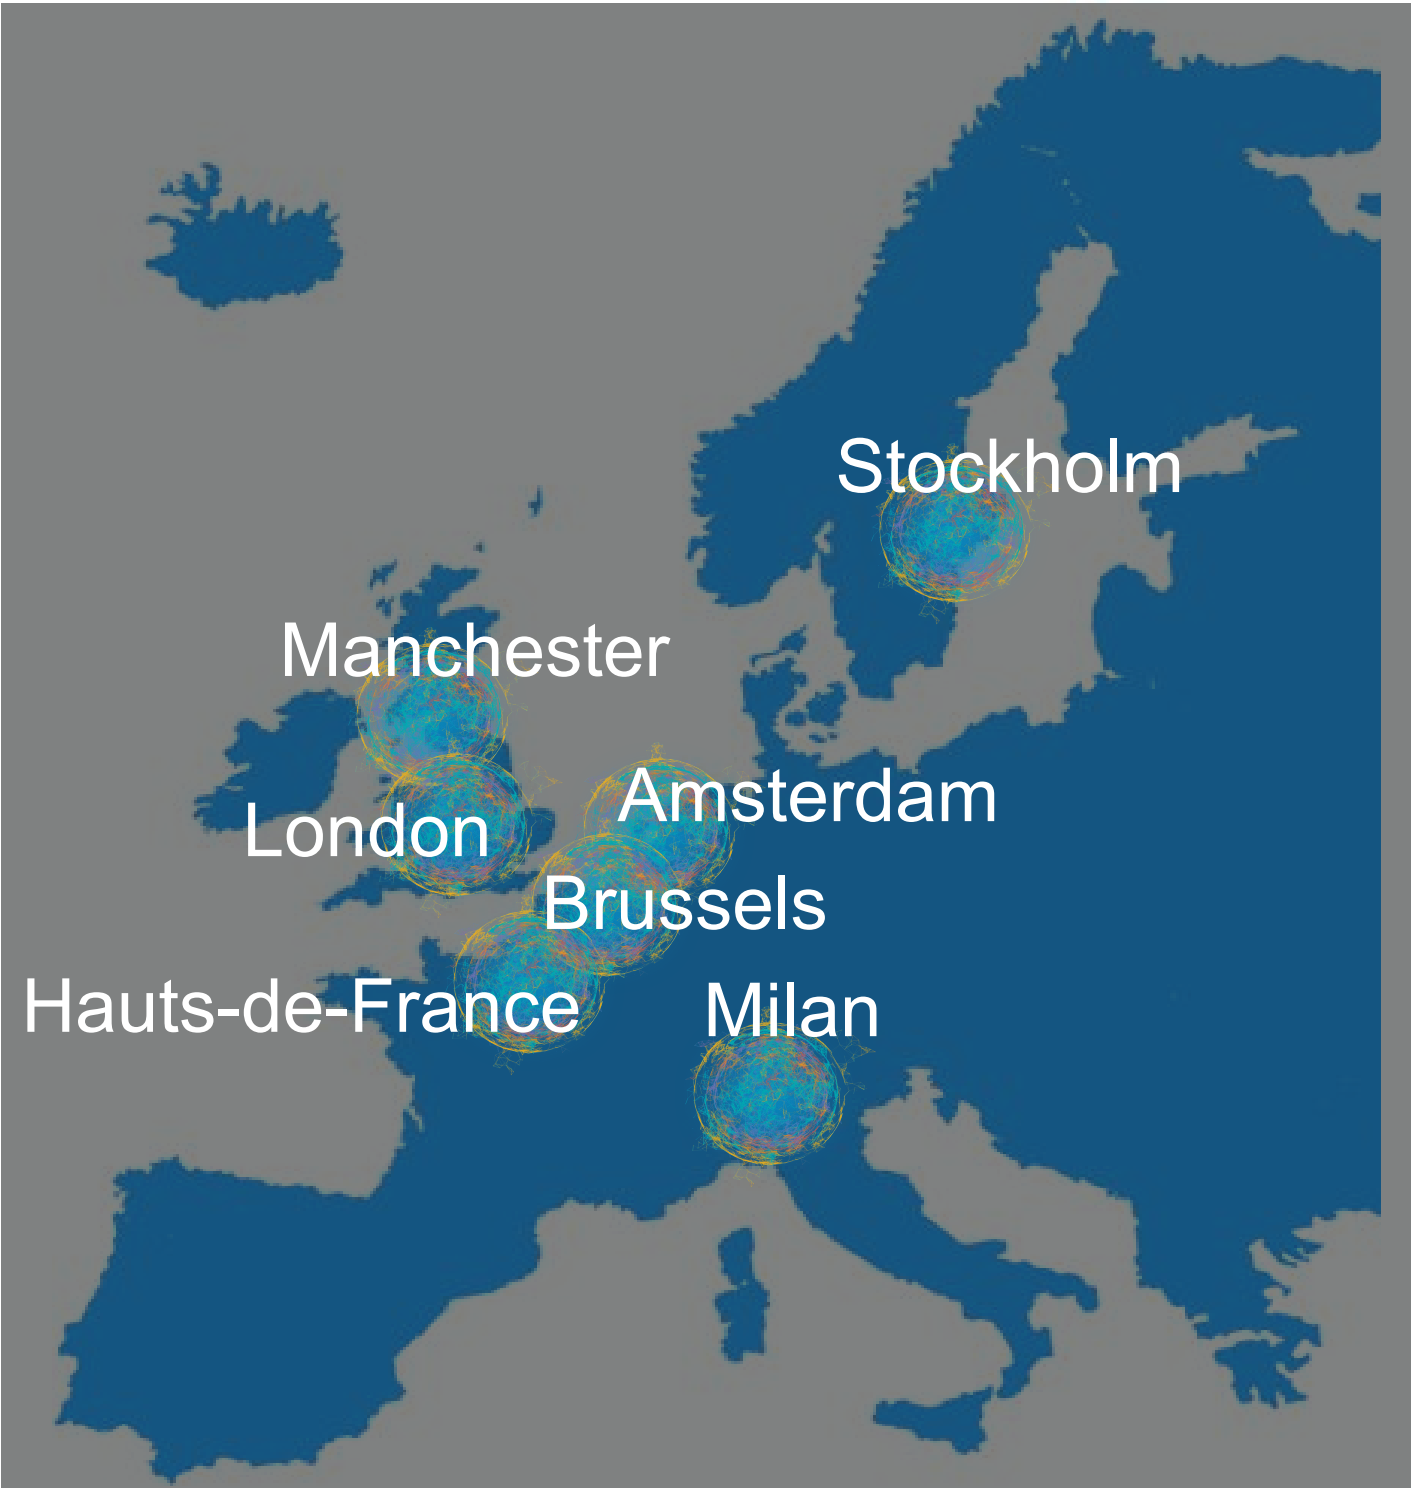 Stockholm
Manchester
Amsterdam
London
Brussels
Hauts-de-France
Milan